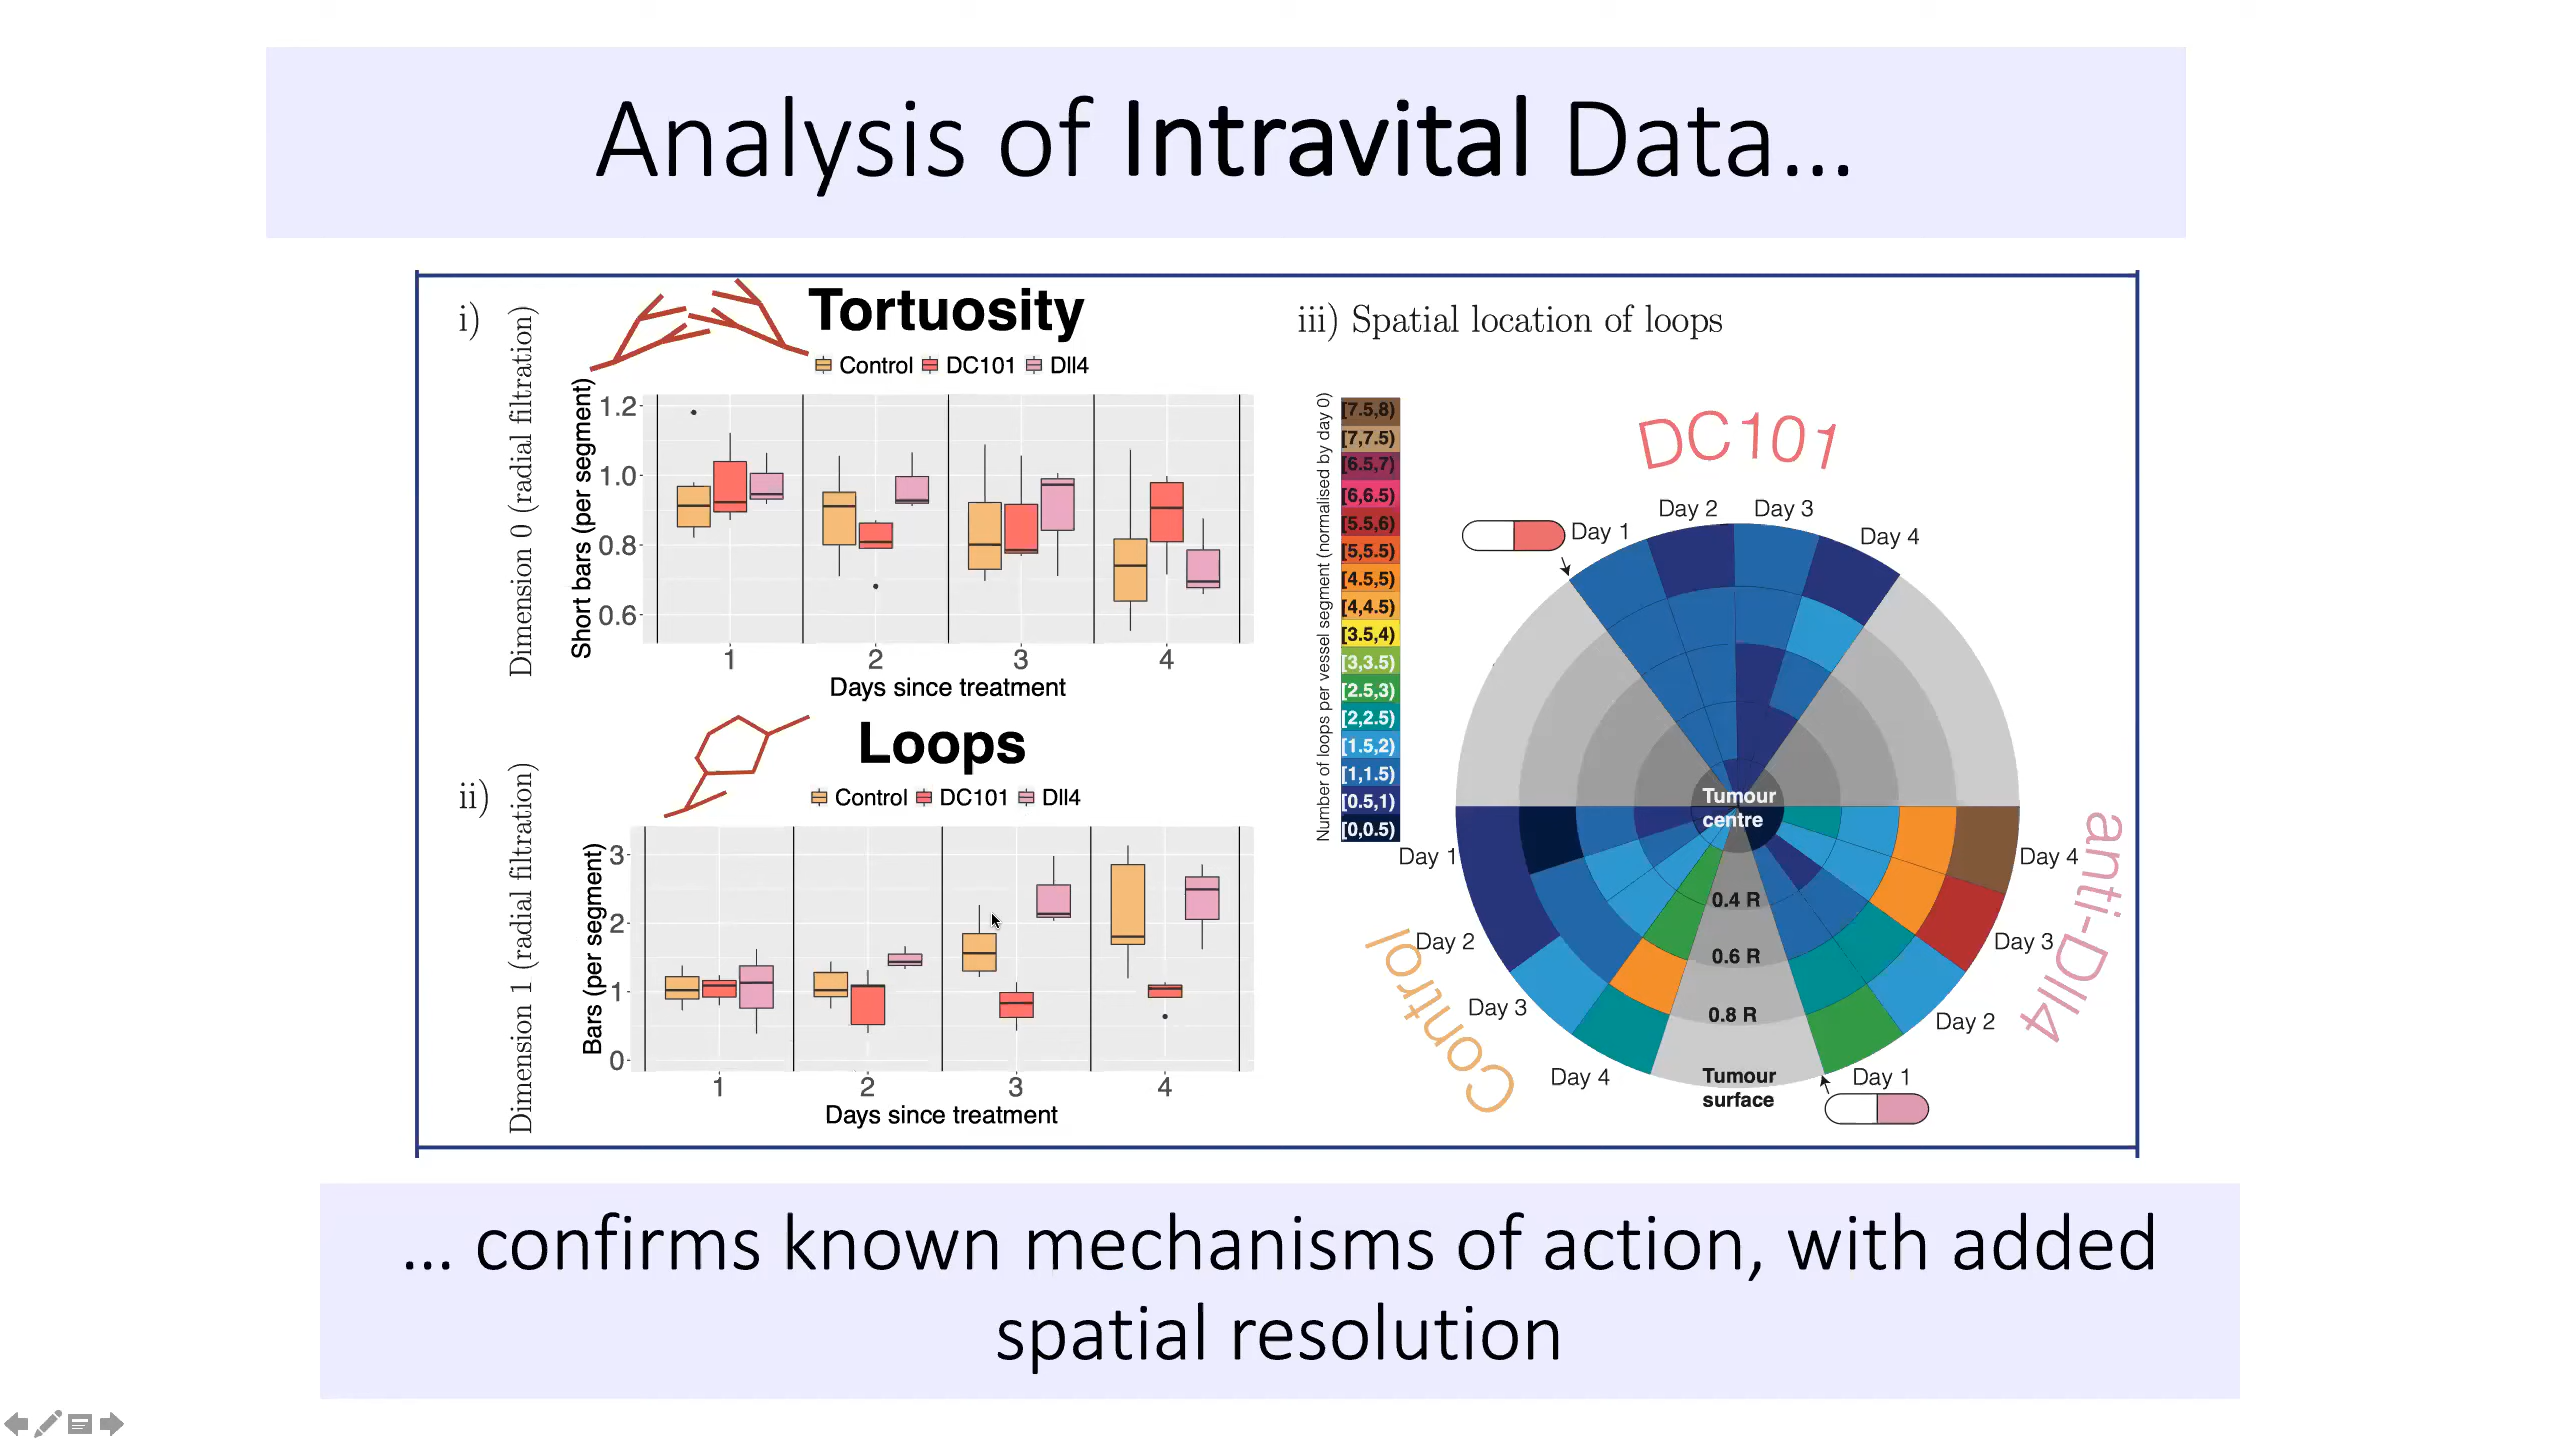 Analysis of Intravital Data...
i)
Dimension 0 (radial filtration)
Tortuosity
Control DC101 Dll4
Short bars (per segment)
1.2
1.0
0.8
0.6
1 2 3 4
Days since treatment
ii)
Dimension 1 (radial filtration)
Loops
Control DC101 Dll4
Bars (per segment)
3
2
1
0
1 2 3 4
Days since treatment
iii) Spatial location of loops
Number of loops per vessel segment (normalised by day 0)
[7.5,8)
[7,7.5)
[6.5,7)
[6,6.5)
[5.5,6)
[5,5.5)
[4.5,5)
[4,4.5)
[3.5,4)
[3,3.5)
[2.5,3)
[2,2.5)
[1.5,2)
[1,1.5)
[0.5,1)
[0,0.5)
DC101
Day 1
Day 2
Day 3
Day 4
Tumour
centre
0.4 R
0.6 R
0.8 R
Tumour
surface
Control
Day 1
Day 2
Day 3
Day 4
anti-Dll4
Day 4
Day 3
Day 2
Day 1
... confirms known mechanisms of action, with added
spatial resolution